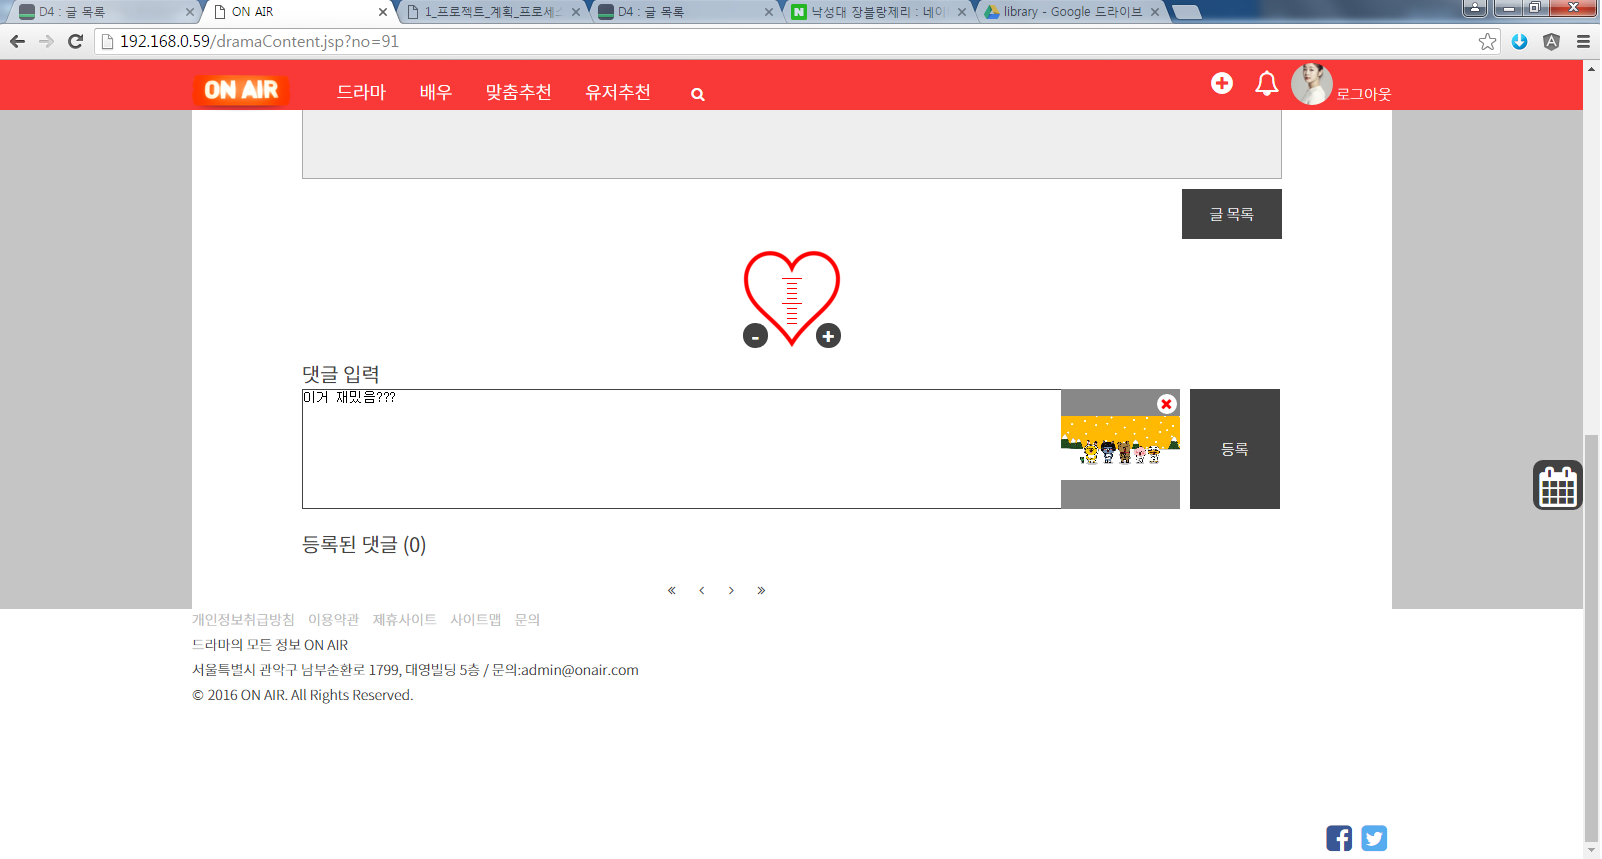 D4 : 글 목록
ON AIR
1_프로젝트_계획_프로세스
D4 : 글 목록
낙성대 장블랑제리 : 네이
library - Google 드라이브
192.168.0.59/dramaContent.jsp?no=91
ON AIR 드라마 배우 맞춤추천 유저추천 로그아웃
글 목록
- +
댓글 입력
이거 재밌음???
등록
등록된 댓글 (0)
« ‹ › »
개인정보취급방침 이용약관 제휴사이트 사이트맵 문의
드라마의 모든 정보 ON AIR
서울특별시 관악구 남부순환로 1799, 대영빌딩 5층 / 문의:admin@onair.com
© 2016 ON AIR. All Rights Reserved.